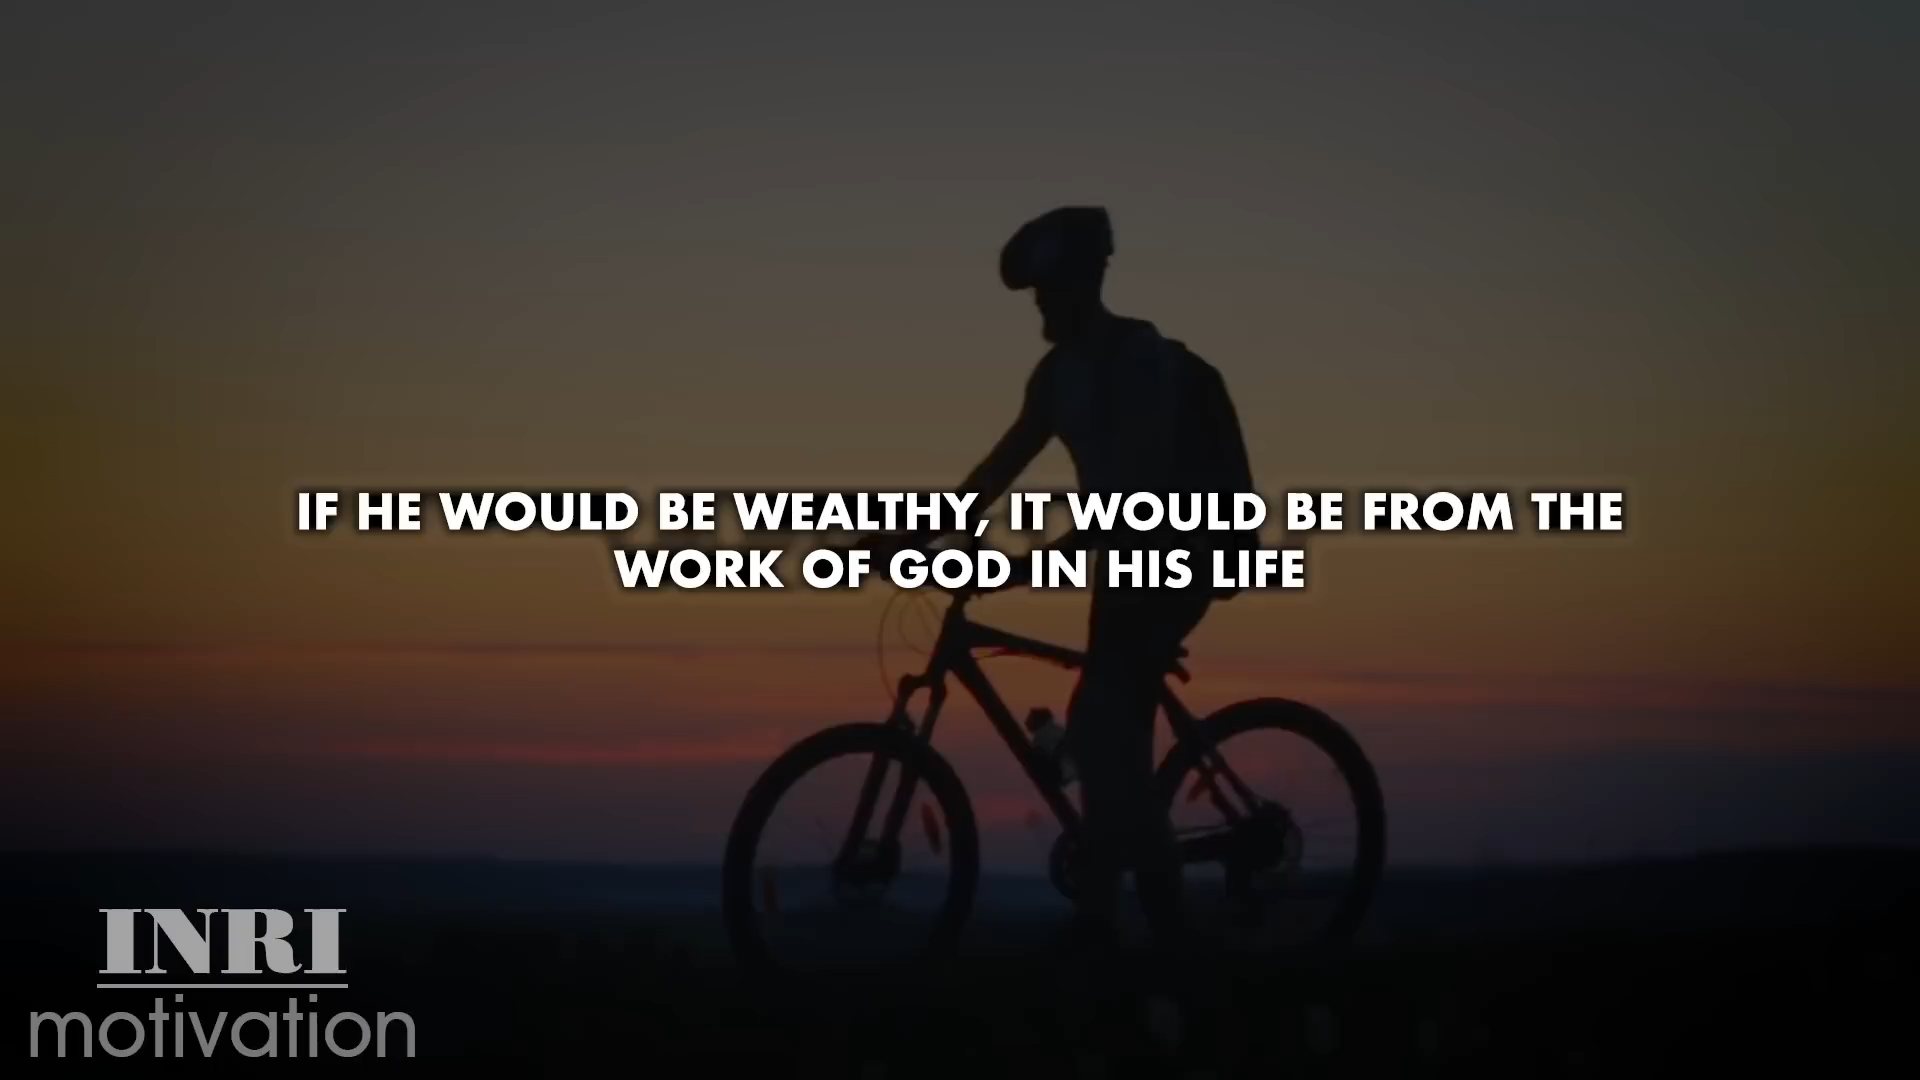 IF HE WOULD BE WEALTHY, IT WOULD BE FROM THE
WORK OF GOD IN HIS LIFE
INRI
motivation